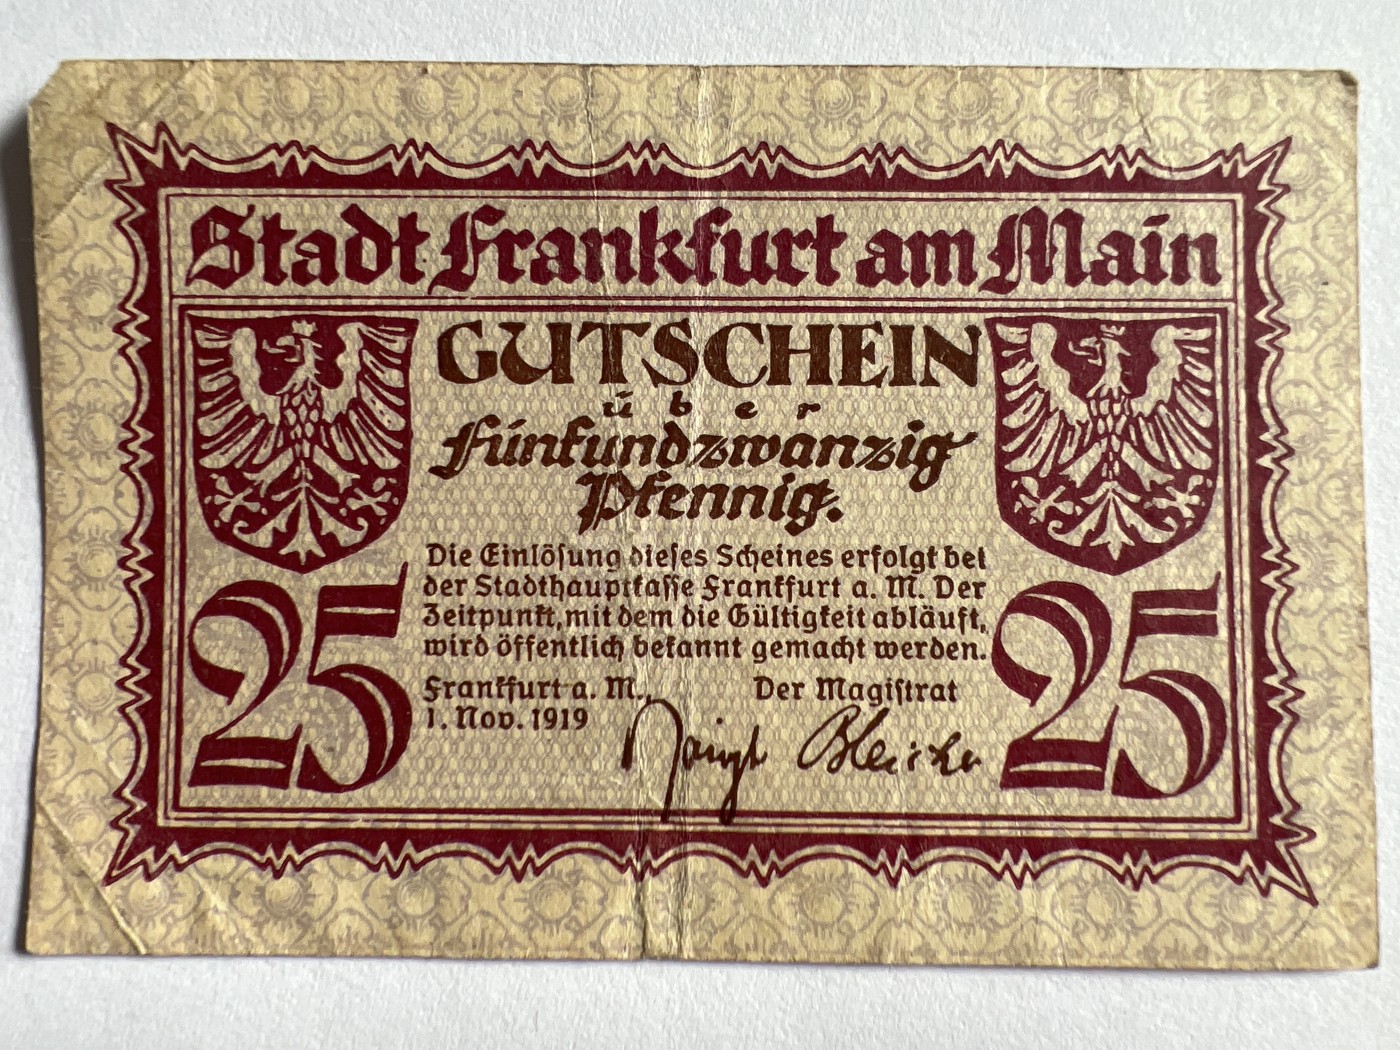 Stadt Frankfurt am Main
GUTSCHEIN
über
fünfundzwanzig
Pfennig.
Die Einlösung dieses Scheines erfolgt bei
der Stadthauptkasse Frankfurt a. M. Der
Zeitpunkt, mit dem die Gültigkeit abläuft,
wird öffentlich bekannt gemacht werden.
Frankfurt a. M., Der Magistrat
1. Nov. 1919
25 25